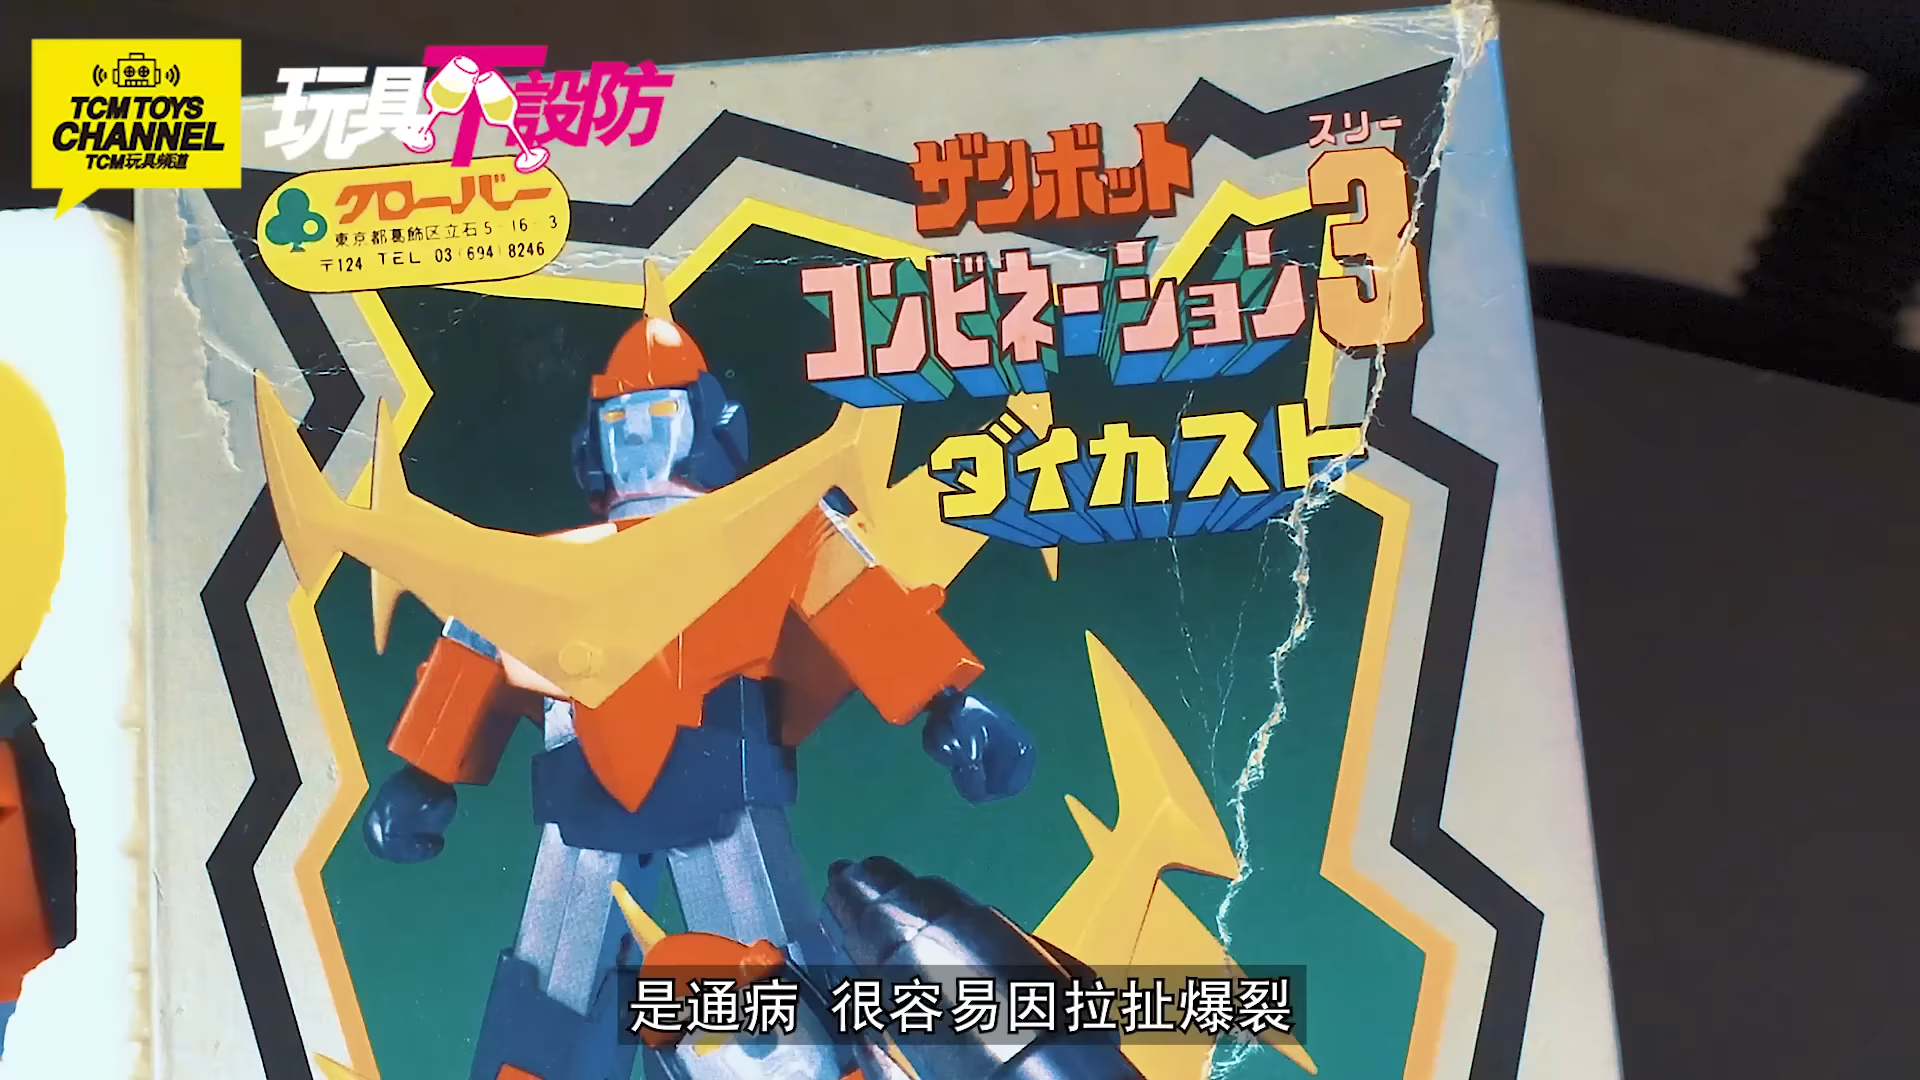 TCM TOYS
CHANNEL
TCM玩具頻道
玩具不設防
クローバー
東京都葛飾区立石5-16-3
〒124 TEL 03(694)8246
ザンボット
スリー
3
コンビネーション
ダイカスト
是通病 很容易因拉扯爆裂